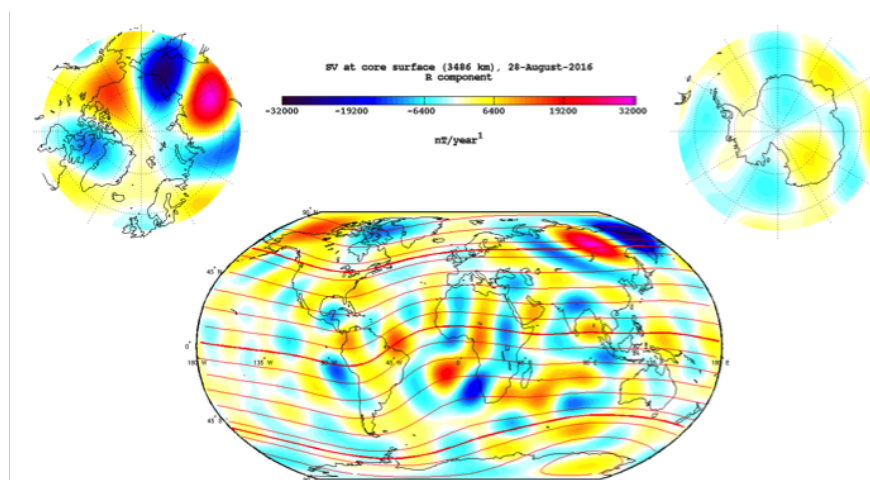 SV at core surface (3486 km), 28-August-2016
R component
-32000 -19200 -6400 6400 19200 32000
nT/year¹
90° N
45° N
0°
180° W 135° W 45° W 0 180° E
45° S